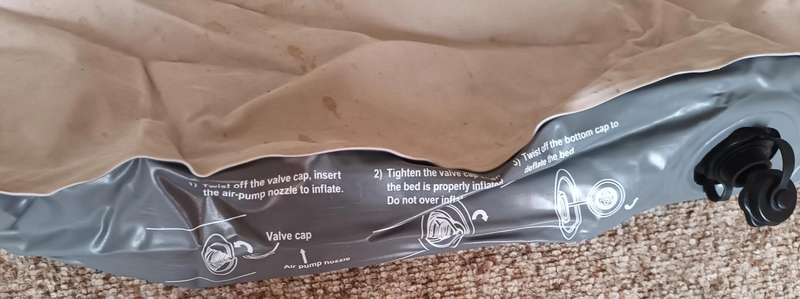 1) Twist off the valve cap, insert
the air-pump nozzle to inflate.
2) Tighten the valve cap
the bed is properly inflated
Do not over
3) Twist off the bottom cap to
deflate the bed
Valve cap
Air pump nozzle